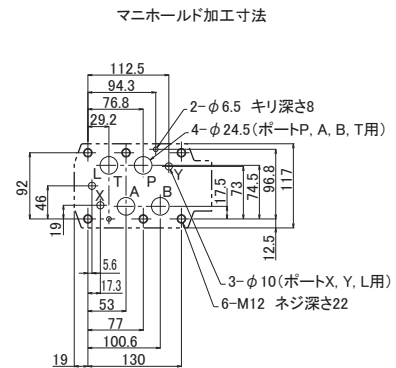 マニホールド加工寸法
112.5
94.3
76.8
29.2
2-φ6.5 キリ深さ8
4-φ24.5(ポートP, A, B, T用)
L
T
P
Y
X
A
B
92
46
19
17.5
73
74.5
96.8
117
12.5
5.6
17.3
53
77
100.6
19
130
3-φ10(ポートX, Y, L用)
6-M12 ネジ深さ22